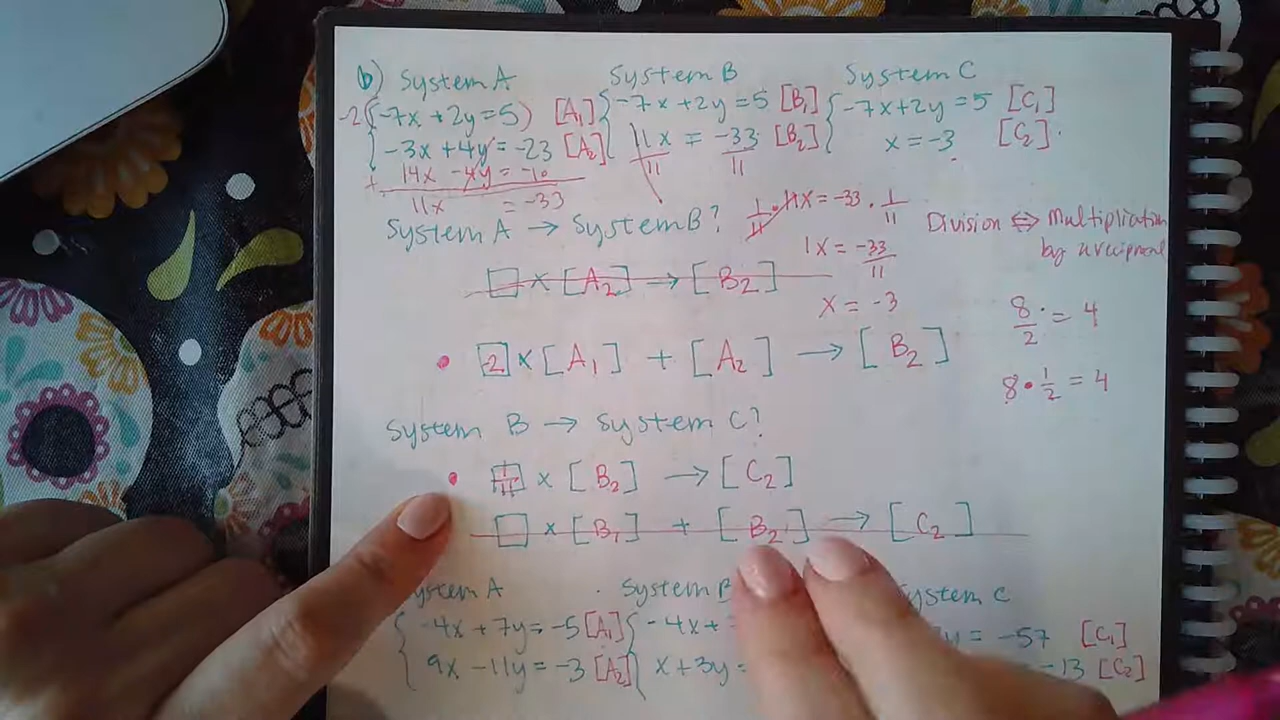 b) System A System B System C
-2(-7x + 2y = 5) [A₁] -7x + 2y = 5 [B₁] -7x + 2y = 5 [C₁]
-3x + 4y = -23 [A₂] 11x = -33 [B₂] x = -3 [C₂]
11 11
+ 14x - 4y = -10
11x = -33
System A → System B? 1/11 · 11x = -33 · 1/11 Division ⇔ Multiplication
1x = -33/11 by
□ × [A₂] → [B₂]
x = -3 8/2 = 4
-2 × [A₁] + [A₂] → [B₂]
8 · 1/2 = 4
System B → System C?
1/11 × [B₂] → [C₂]
□ × [B₁] + [B₂] → [C₂]
System A System B System C
-4x + 7y = -5 [A₁] -4x + = -57 [C₁]
9x - 11y = -3 [A₂] x + 3y = -13 [C₂]